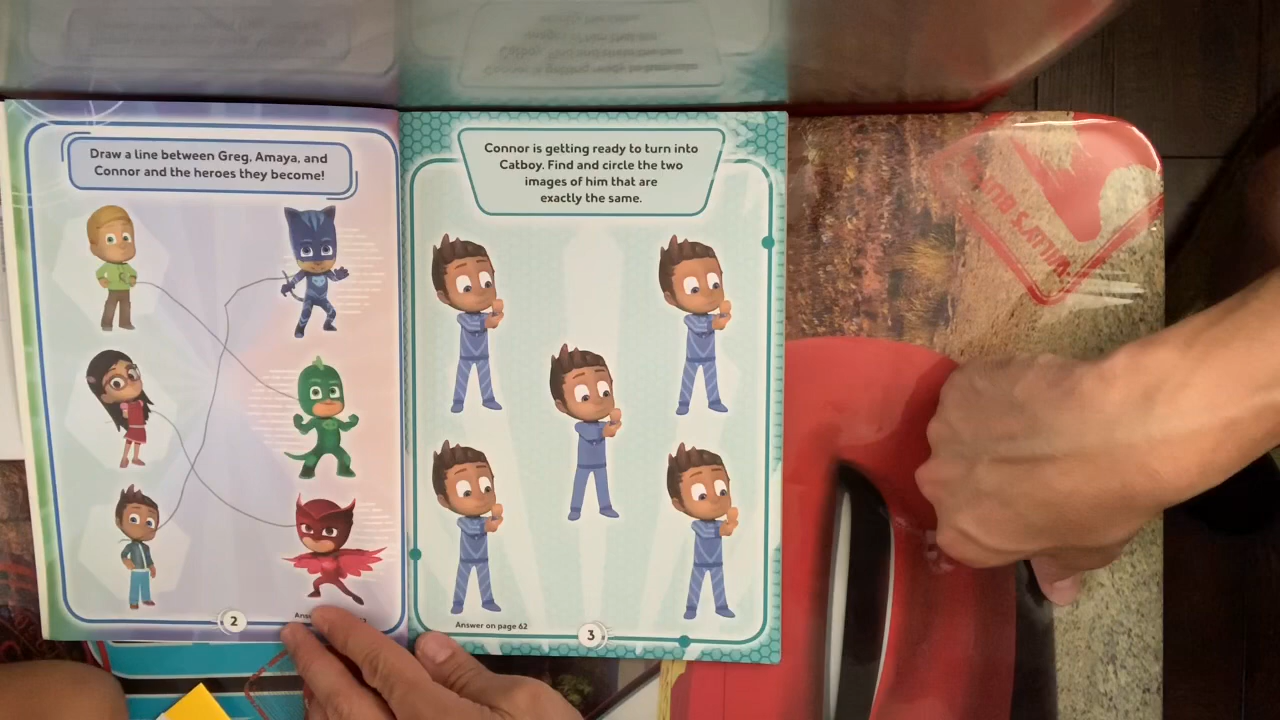 Draw a line between Greg, Amaya, and
Connor and the heroes they become!
2
Connor is getting ready to turn into
Catboy. Find and circle the two
images of him that are
exactly the same.
Answer on page 62
3